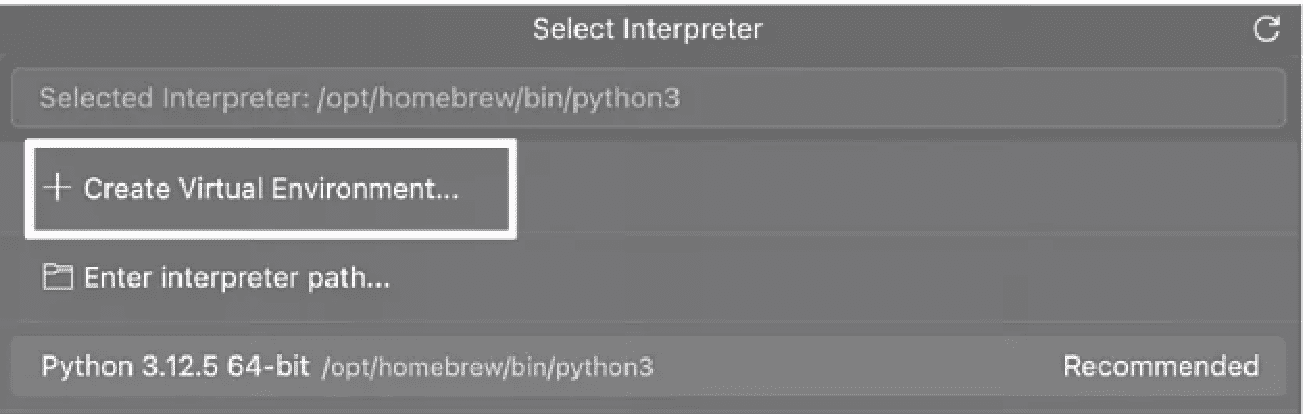 Select Interpreter
Selected Interpreter: /opt/homebrew/bin/python3
Create Virtual Environment...
Enter interpreter path...
Python 3.12.5 64-bit /opt/homebrew/bin/python3 Recommended